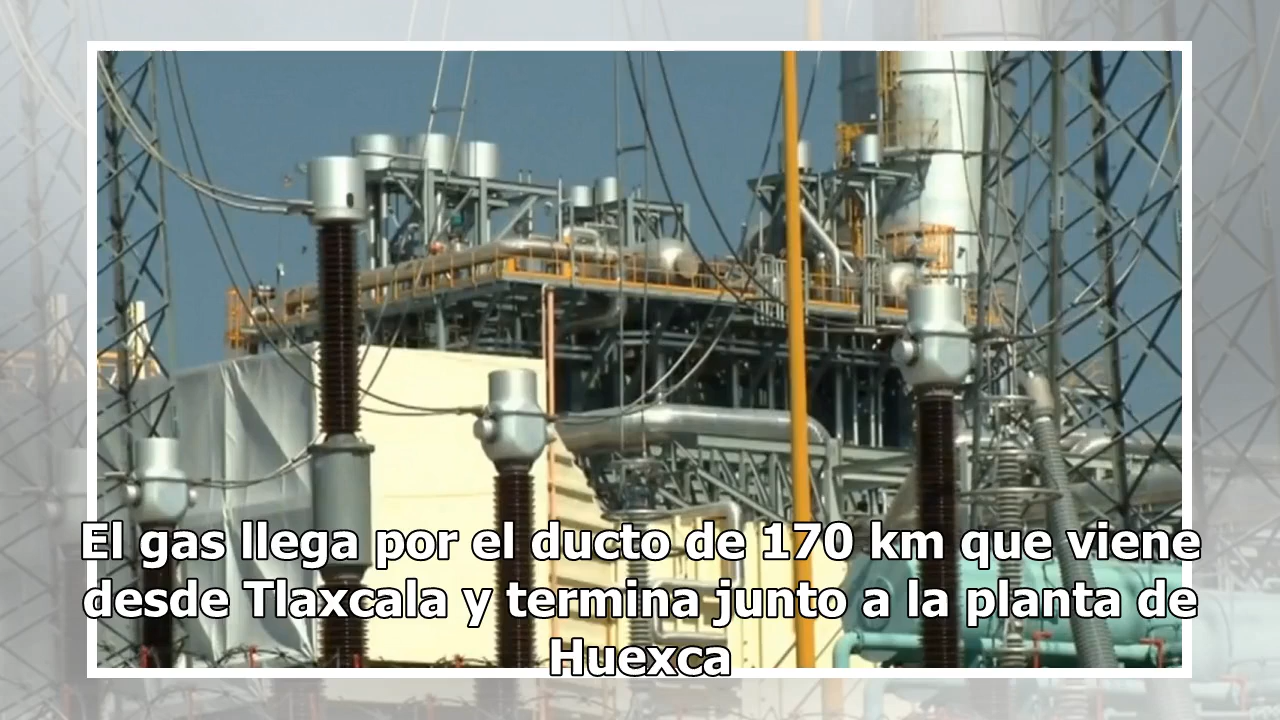 El gas llega por el ducto de 170 km que viene
desde Tlaxcala y termina junto a la planta de
Huexca